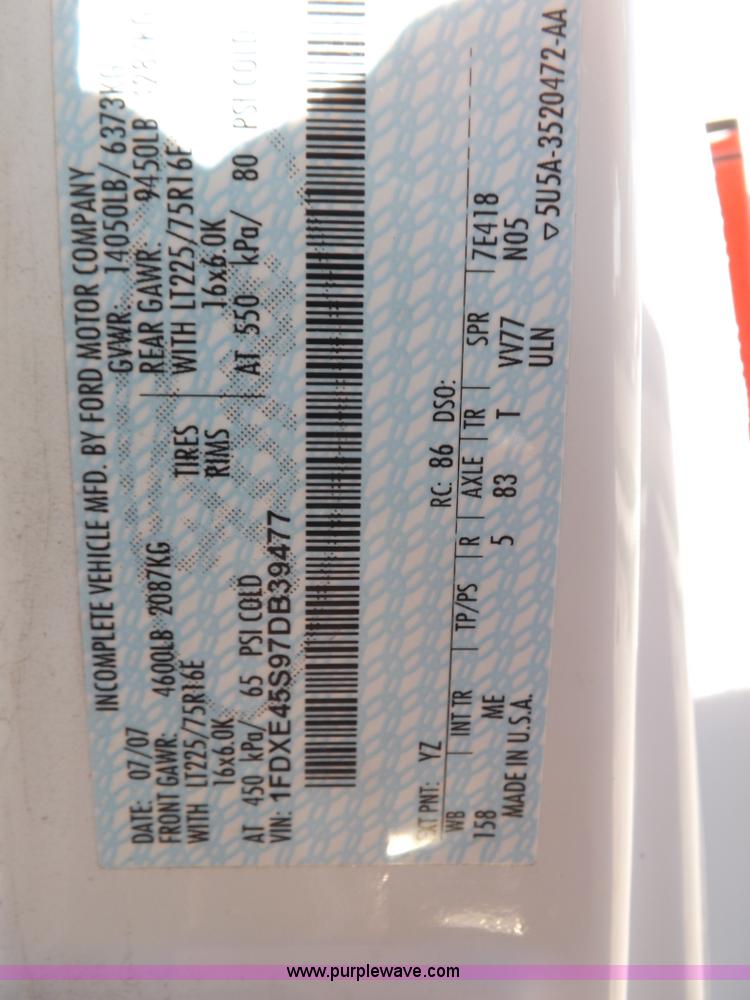 INCOMPLETE VEHICLE MFD. BY FORD MOTOR COMPANY
DATE: 07/07 GVWR: 14050LB/ 6373KG
FRONT GAWR: 4600LB 2087KG REAR GAWR: 9450LB
WITH LT225/75R16E TIRES WITH LT225/75R16E
16x6.0K RIMS 16x6.0K
AT 450 kPa/ 65 PSI COLD AT 550 kPa/ 80 PSI COLD
VIN: 1FDXE45S97DB39477
EXT PNT: YZ RC: 86 DSO:
WB INT TR TP/PS R AXLE TR SPR 7E418
158 ME 5 83 T VV77 N05
MADE IN U.S.A. ULN
▽5U5A-3520472-AA
www.purplewave.com